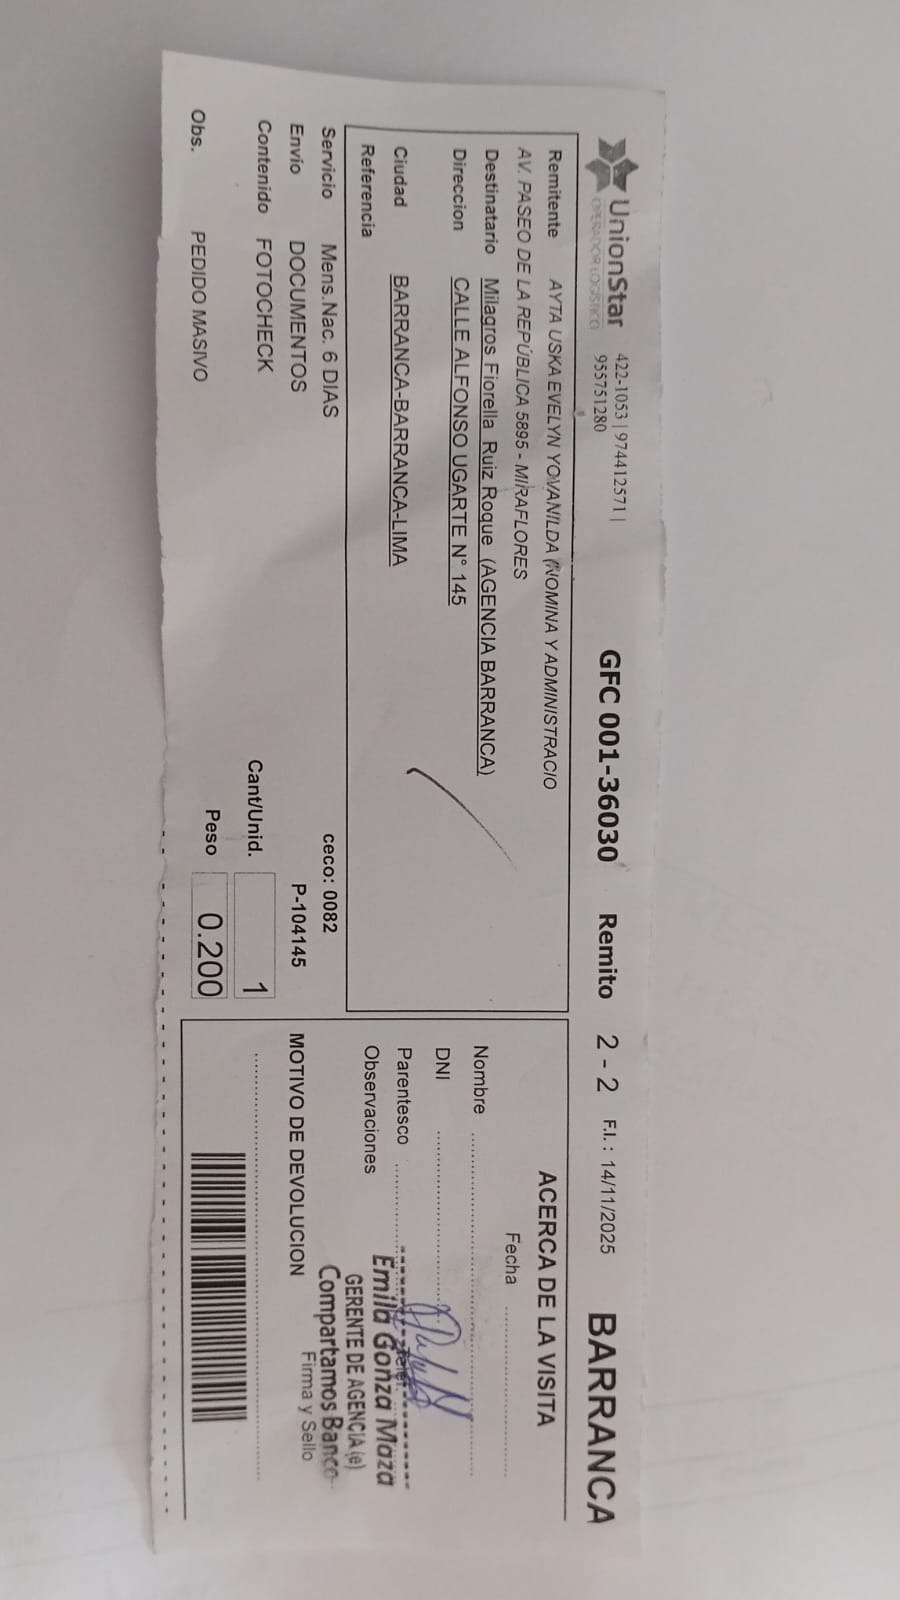 UnionStar
OPERADOR LOGÍSTICO
422-1053 | 974412571 |
955751280
GFC 001-36030
Remito 2 - 2
F.I. : 14/11/2025
BARRANCA
Remitente AYTA USKA EVELYN YOVANILDA (NOMINA Y ADMINISTRACIO
AV. PASEO DE LA REPÚBLICA 5895 - MIRAFLORES
Destinatario Milagros Fiorella Ruiz Roque (AGENCIA BARRANCA)
Direccion CALLE ALFONSO UGARTE N° 145
Ciudad BARRANCA-BARRANCA-LIMA
Referencia
Servicio Mens.Nac. 6 DIAS
ceco: 0082
Envio DOCUMENTOS
P-104145
Contenido FOTOCHECK
Cant/Unid. 1
Obs. PEDIDO MASIVO
Peso 0.200
ACERCA DE LA VISITA
Fecha
Nombre
DNI
Parentesco
Observaciones
Emila Gonza Maza
GERENTE DE AGENCIA (e)
Compartamos Banco
Firma y Sello
MOTIVO DE DEVOLUCION